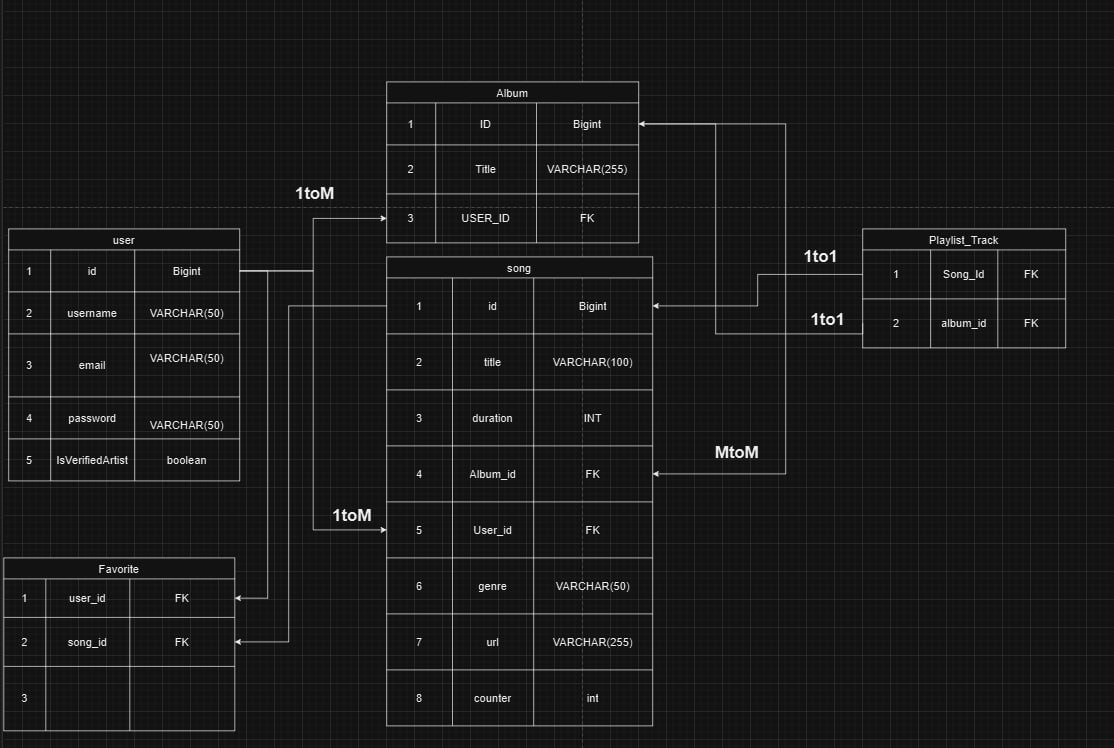 Album
1 ID Bigint
2 Title VARCHAR(255)
3 USER_ID FK
1toM
user
1 id Bigint
2 username VARCHAR(50)
3 email VARCHAR(50)
4 password VARCHAR(50)
5 IsVerifiedArtist boolean
song
1 id Bigint
2 title VARCHAR(100)
3 duration INT
4 Album_id FK
5 User_id FK
6 genre VARCHAR(50)
7 url VARCHAR(255)
8 counter int
1toM
Playlist_Track
1 Song_Id FK
2 album_id FK
1to1
1to1
MtoM
Favorite
1 user_id FK
2 song_id FK
3